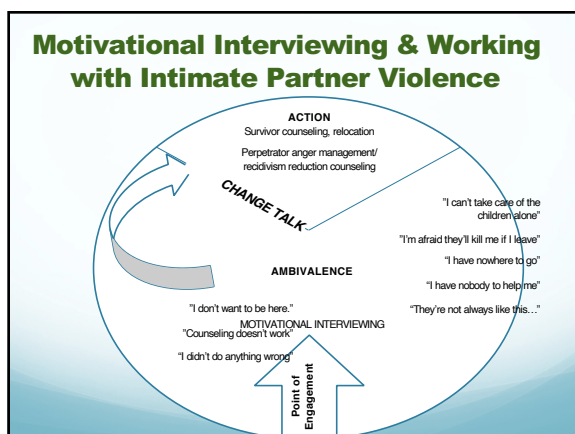 Motivational Interviewing & Working
with Intimate Partner Violence
ACTION
Survivor counseling, relocation
Perpetrator anger management/
recidivism reduction counseling
CHANGE TALK
"I can't take care of the
children alone"
"I'm afraid they'll kill me if I leave"
"I have nowhere to go"
AMBIVALENCE
"I have nobody to help me"
"They're not always like this…"
"I don't want to be here."
MOTIVATIONAL INTERVIEWING
"Counseling doesn't work"
"I didn't do anything wrong"
Point of
Engagement